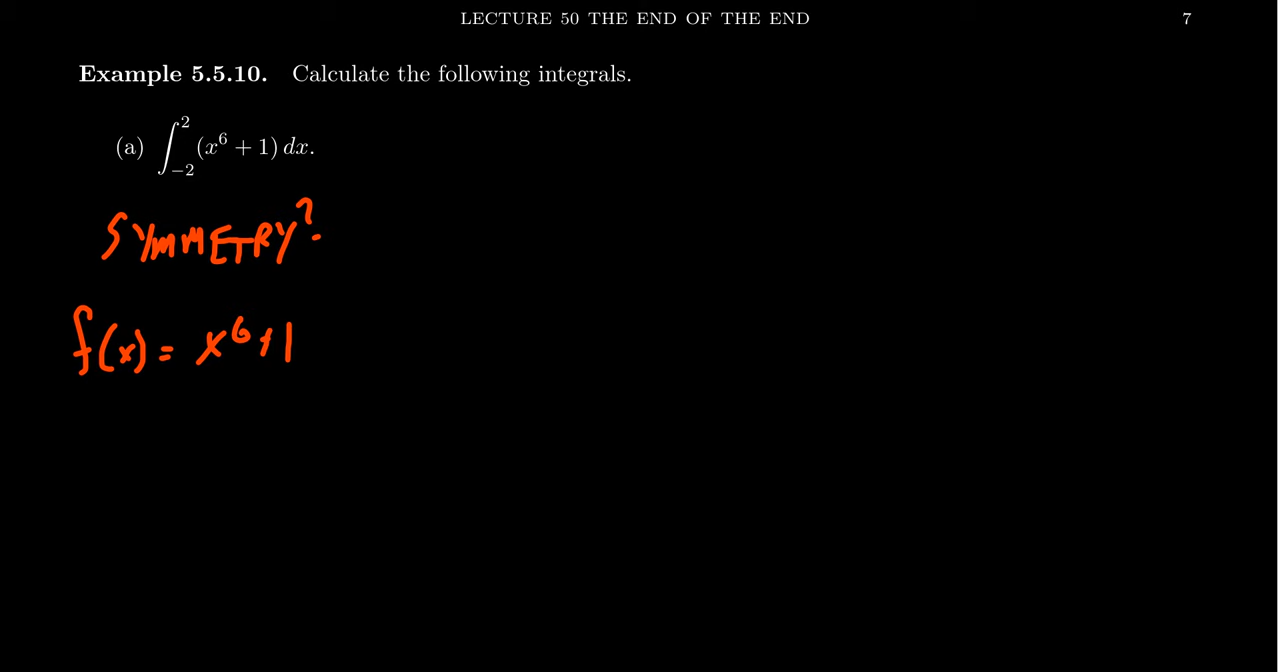 LECTURE 50 THE END OF THE END 7
Example 5.5.10. Calculate the following integrals.
(a) ∫_{-2}^{2} (x^6 + 1) dx.
SYMMETRY?
f(x) = x^6 + 1